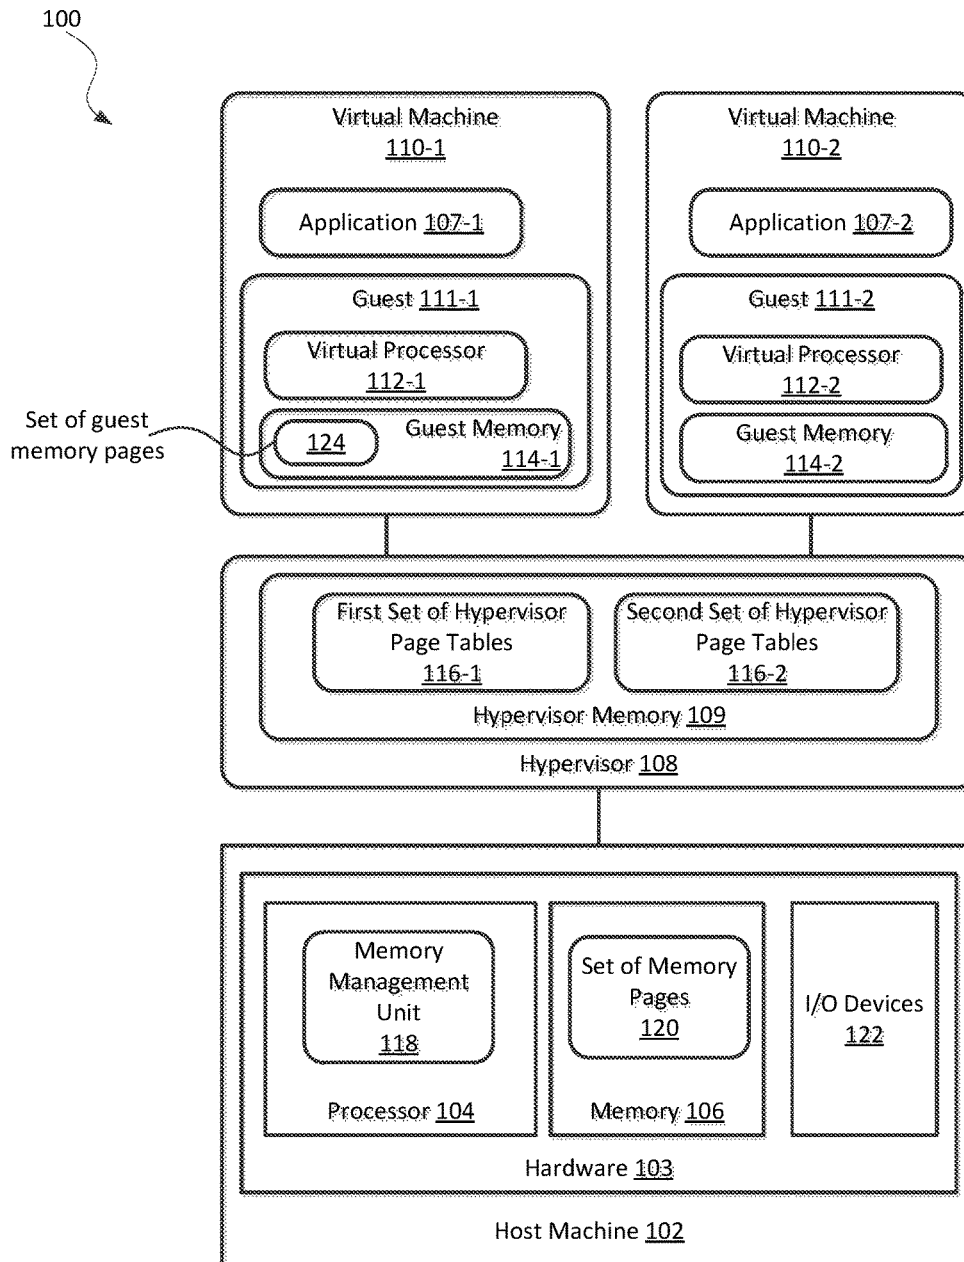 100
Virtual Machine
110-1
Application 107-1
Guest 111-1
Virtual Processor
112-1
Set of guest
memory pages
124
Guest Memory
114-1
Virtual Machine
110-2
Application 107-2
Guest 111-2
Virtual Processor
112-2
Guest Memory
114-2
First Set of Hypervisor
Page Tables
116-1
Second Set of Hypervisor
Page Tables
116-2
Hypervisor Memory 109
Hypervisor 108
Memory
Management
Unit
118
Processor 104
Set of Memory
Pages
120
Memory 106
I/O Devices
122
Hardware 103
Host Machine 102